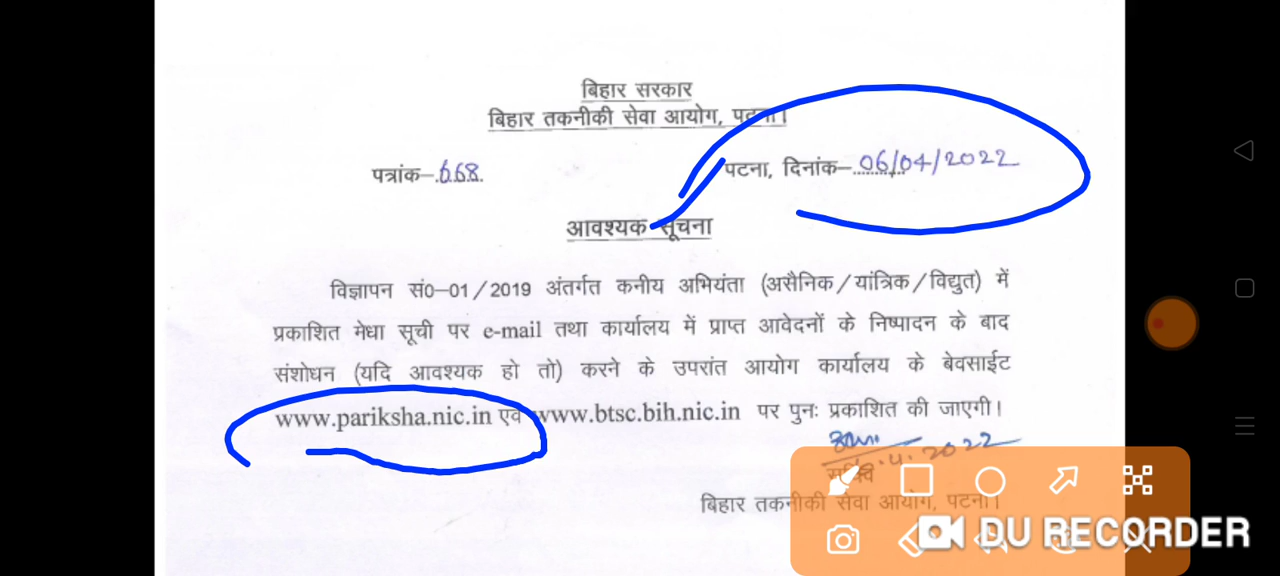 बिहार सरकार
बिहार तकनीकी सेवा आयोग, पटना।
पत्रांक-668. पटना, दिनांक-06/04/2022
आवश्यक सूचना
विज्ञापन सं0-01/2019 अंतर्गत कनीय अभियंता (असैनिक/यांत्रिक/विद्युत) में
प्रकाशित मेधा सूची पर e-mail तथा कार्यालय में प्राप्त आवेदनों के निष्पादन के बाद
संशोधन (यदि आवश्यक हो तो) करने के उपरांत आयोग कार्यालय के बेवसाईट
www.pariksha.nic.in एवं www.btsc.bih.nic.in पर पुनः प्रकाशित की जाएगी।
4.2022
सचिव
बिहार तकनीकी सेवा आयोग, पटना।
DU RECORDER